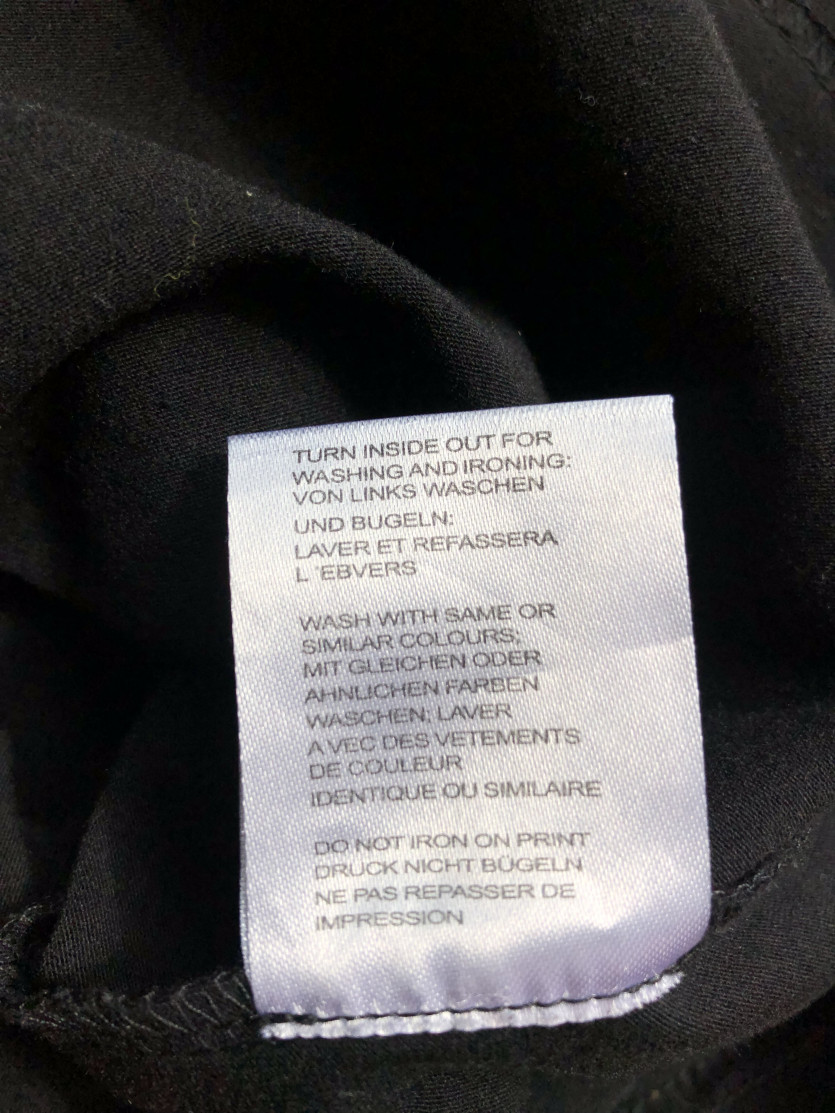 TURN INSIDE OUT FOR
WASHING AND IRONING:
VON LINKS WASCHEN
UND BUGELN:
LAVER ET REFASSERA
L 'EBVERS
WASH WITH SAME OR
SIMILAR COLOURS:
MIT GLEICHEN ODER
AHNLICHEN FARBEN
WASCHEN: LAVER
A VEC DES VETEMENTS
DE COULEUR
IDENTIQUE OU SIMILAIRE
DO NOT IRON ON PRINT
DRUCK NICHT BÜGELN
NE PAS REPASSER DE
IMPRESSION